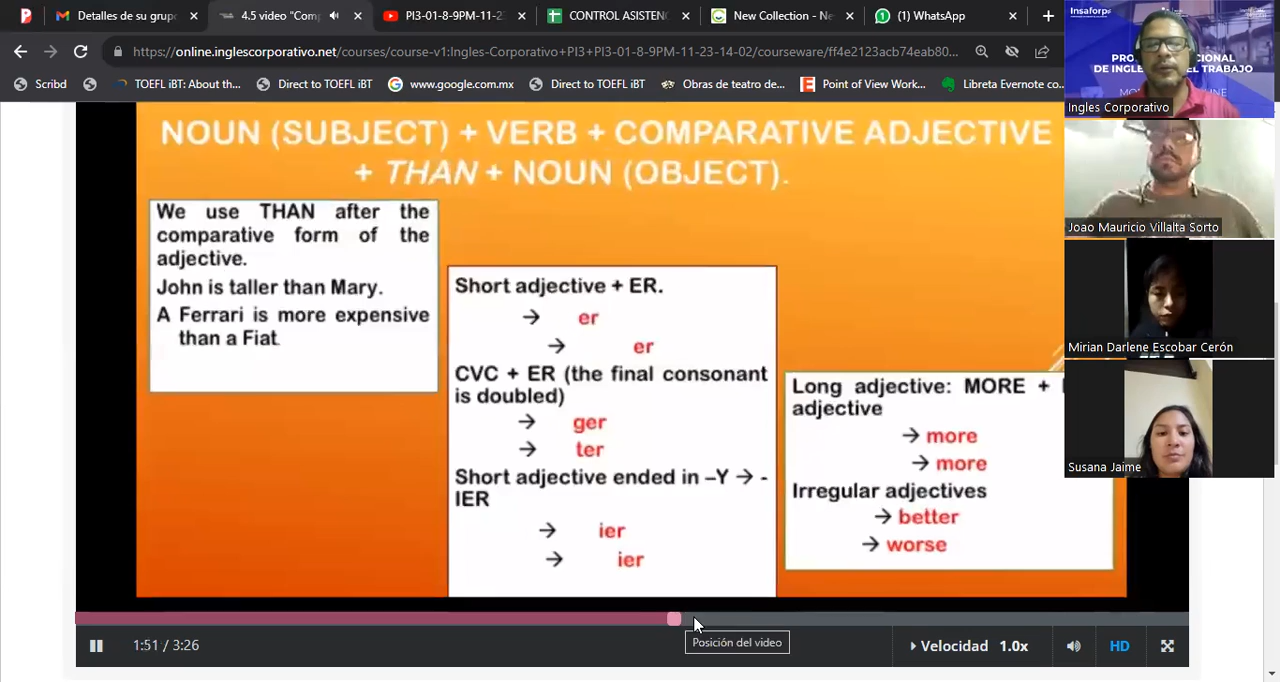 Detalles de su grupo
4.5 video "Com
PI3-01-8-9PM-11-2
CONTROL ASISTEN
New Collection - Ne
(1) WhatsApp
https://online.inglescorporativo.net/courses/course-v1:Ingles-Corporativo+PI3+PI3-01-8-9PM-11-23-14-02/courseware/ff4e2123acb74eab80...
Scribd
TOEFL iBT: About th...
Direct to TOEFL iBT
www.google.com.mx
Direct to TOEFL iBT
Obras de teatro de...
Point of View Work...
Libreta Evernote co...
Insaforp
Ingles Corporativo
Joao Mauricio Villalta Sorto
Mirian Darlene Escobar Cerón
Susana Jaime
NOUN (SUBJECT) + VERB + COMPARATIVE ADJECTIVE
+ THAN + NOUN (OBJECT).
We use THAN after the
comparative form of the
adjective.
John is taller than Mary.
A Ferrari is more expensive
than a Fiat
Short adjective + ER.
→ er
→ er
CVC + ER (the final consonant
is doubled)
→ ger
→ ter
Short adjective ended in –Y → -
IER
→ ier
→ ier
Long adjective: MORE +
adjective
→ more
→ more
Irregular adjectives
→ better
→ worse
1:51 / 3:26
Posición del video
Velocidad 1.0x
HD